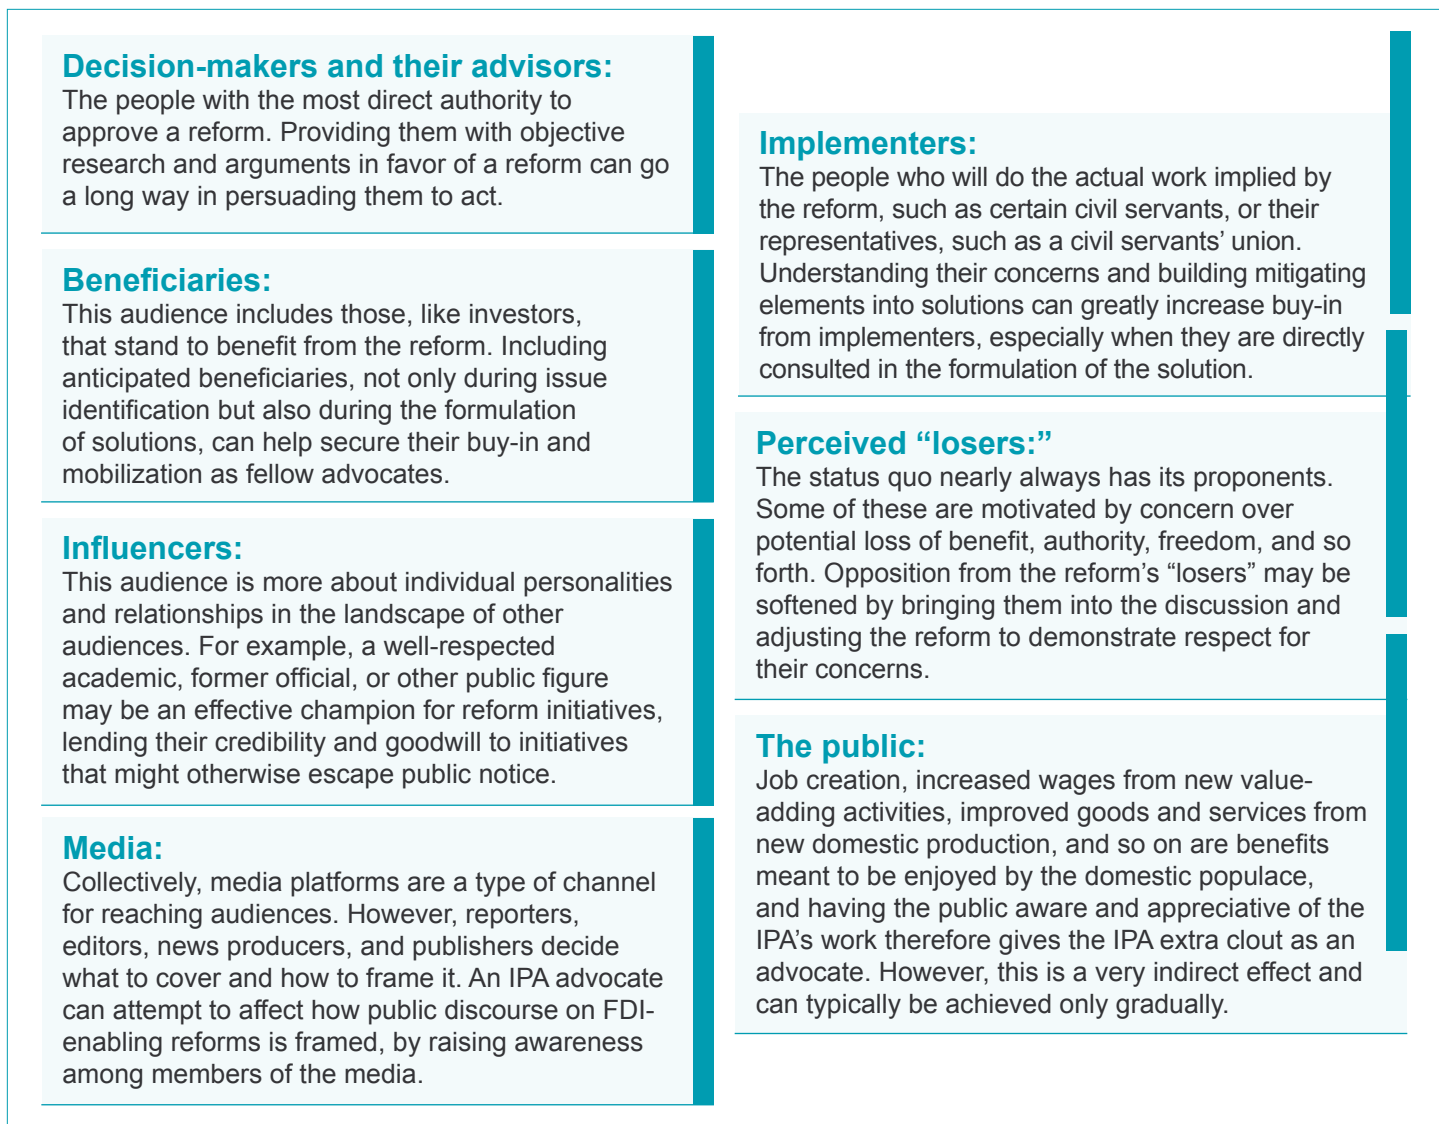 Decision-makers and their advisors:
The people with the most direct authority to
approve a reform. Providing them with objective
research and arguments in favor of a reform can go
a long way in persuading them to act.
Beneficiaries:
This audience includes those, like investors,
that stand to benefit from the reform. Including
anticipated beneficiaries, not only during issue
identification but also during the formulation
of solutions, can help secure their buy-in and
mobilization as fellow advocates.
Influencers:
This audience is more about individual personalities
and relationships in the landscape of other
audiences. For example, a well-respected
academic, former official, or other public figure
may be an effective champion for reform initiatives,
lending their credibility and goodwill to initiatives
that might otherwise escape public notice.
Media:
Collectively, media platforms are a type of channel
for reaching audiences. However, reporters,
editors, news producers, and publishers decide
what to cover and how to frame it. An IPA advocate
can attempt to affect how public discourse on FDI-
enabling reforms is framed, by raising awareness
among members of the media.
Implementers:
The people who will do the actual work implied by
the reform, such as certain civil servants, or their
representatives, such as a civil servants’ union.
Understanding their concerns and building mitigating
elements into solutions can greatly increase buy-in
from implementers, especially when they are directly
consulted in the formulation of the solution.
Perceived “losers:”
The status quo nearly always has its proponents.
Some of these are motivated by concern over
potential loss of benefit, authority, freedom, and so
forth. Opposition from the reform’s “losers” may be
softened by bringing them into the discussion and
adjusting the reform to demonstrate respect for
their concerns.
The public:
Job creation, increased wages from new value-
adding activities, improved goods and services from
new domestic production, and so on are benefits
meant to be enjoyed by the domestic populace,
and having the public aware and appreciative of the
IPA’s work therefore gives the IPA extra clout as an
advocate. However, this is a very indirect effect and
can typically be achieved only gradually.